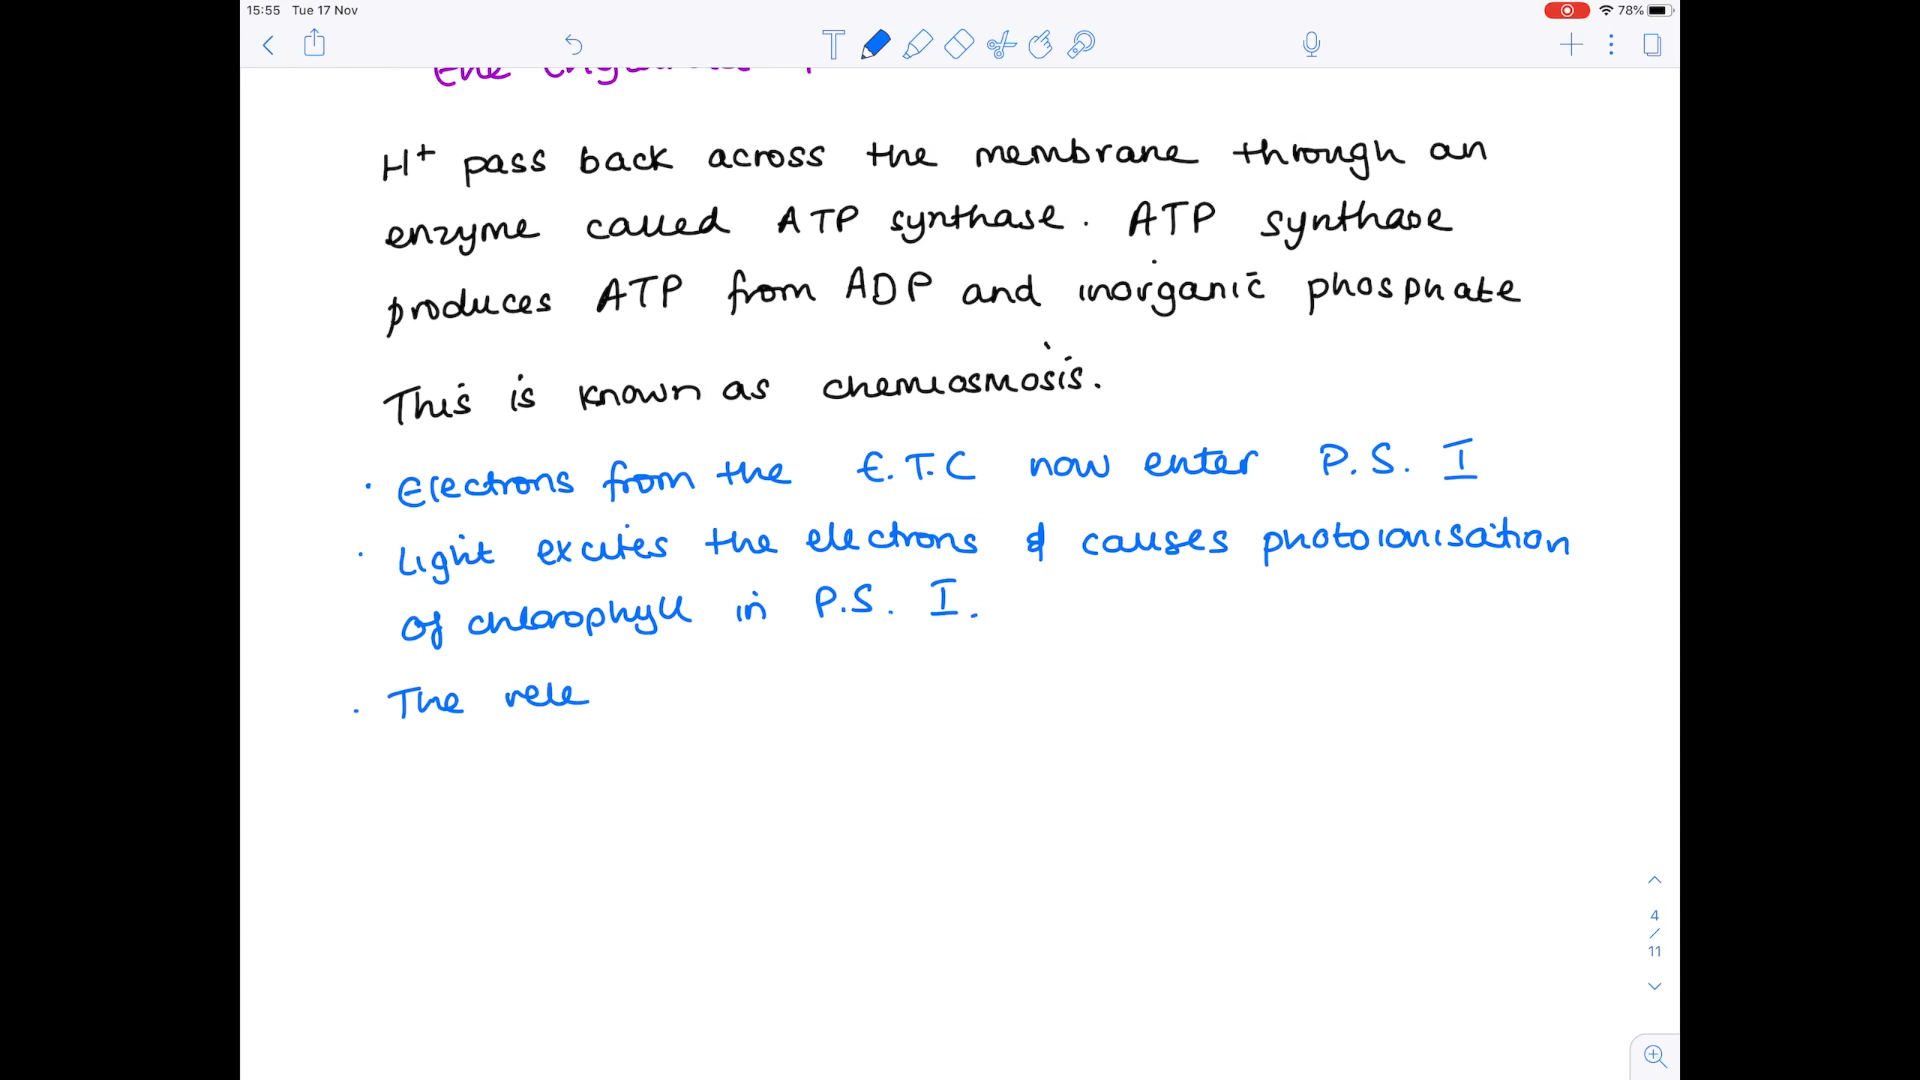 15:55 Tue 17 Nov
78%
T
the
H+ pass back across the membrane through an
enzyme called ATP synthase. ATP synthase
produces ATP from ADP and inorganic phosphate
This is known as chemiosmosis.
· Electrons from the E.T.C now enter P.S. I
· Light excites the electrons & causes photoionisation
of chlorophyll in P.S. I.
· The rele
4
/
11